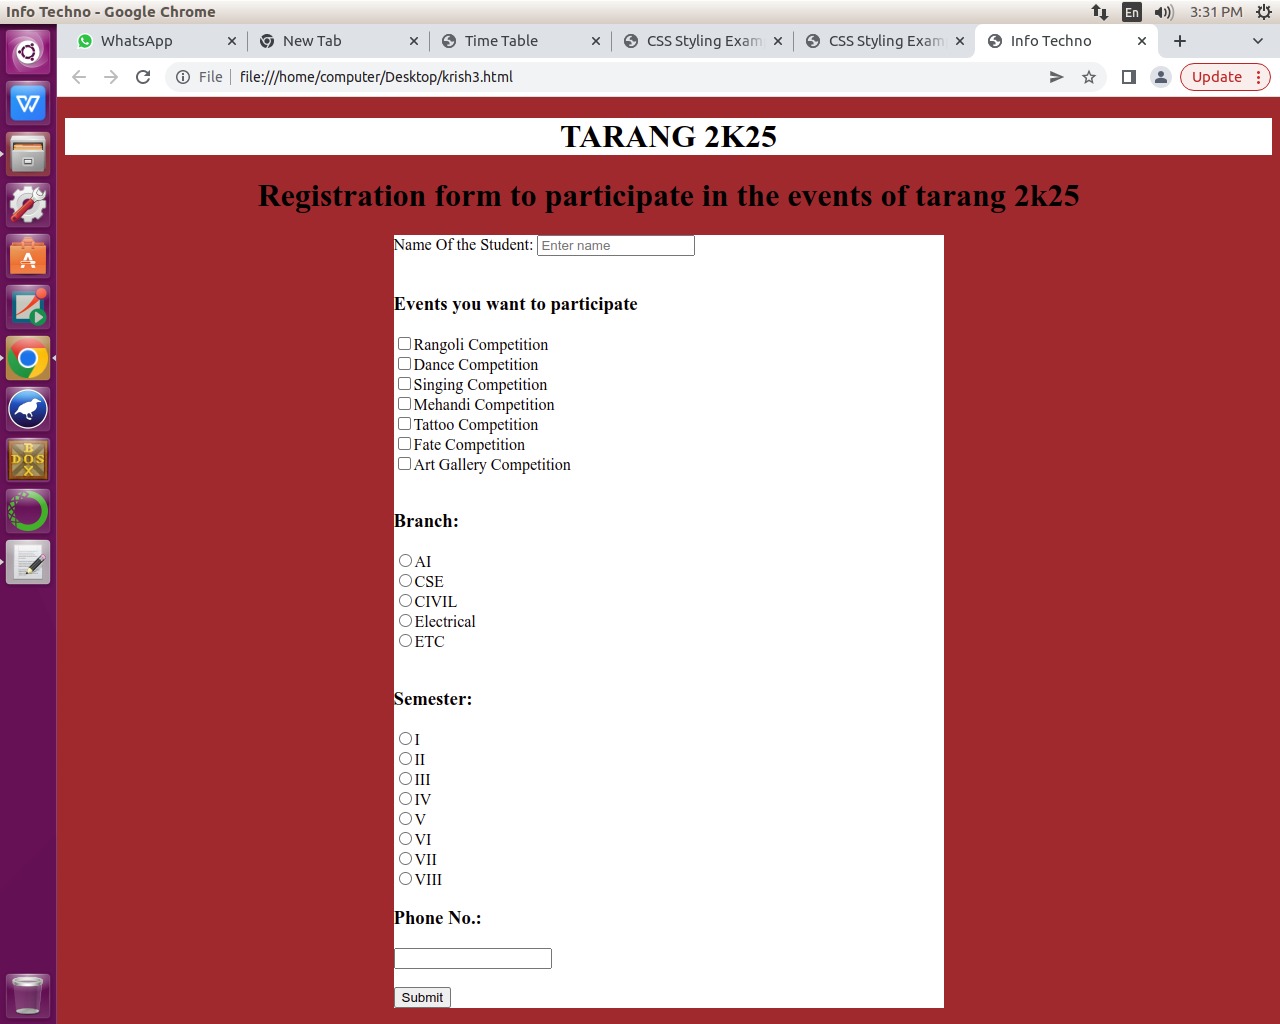 Info Techno - Google Chrome
En
3:31 PM
WhatsApp
New Tab
Time Table
CSS Styling Exam
CSS Styling Exam
Info Techno
File
file:///home/computer/Desktop/krish3.html
Update
TARANG 2K25
Registration form to participate in the events of tarang 2k25
Name Of the Student: Enter name
Events you want to participate
Rangoli Competition
Dance Competition
Singing Competition
Mehandi Competition
Tattoo Competition
Fate Competition
Art Gallery Competition
Branch:
AI
CSE
CIVIL
Electrical
ETC
Semester:
I
II
III
IV
V
VI
VII
VIII
Phone No.:
Submit